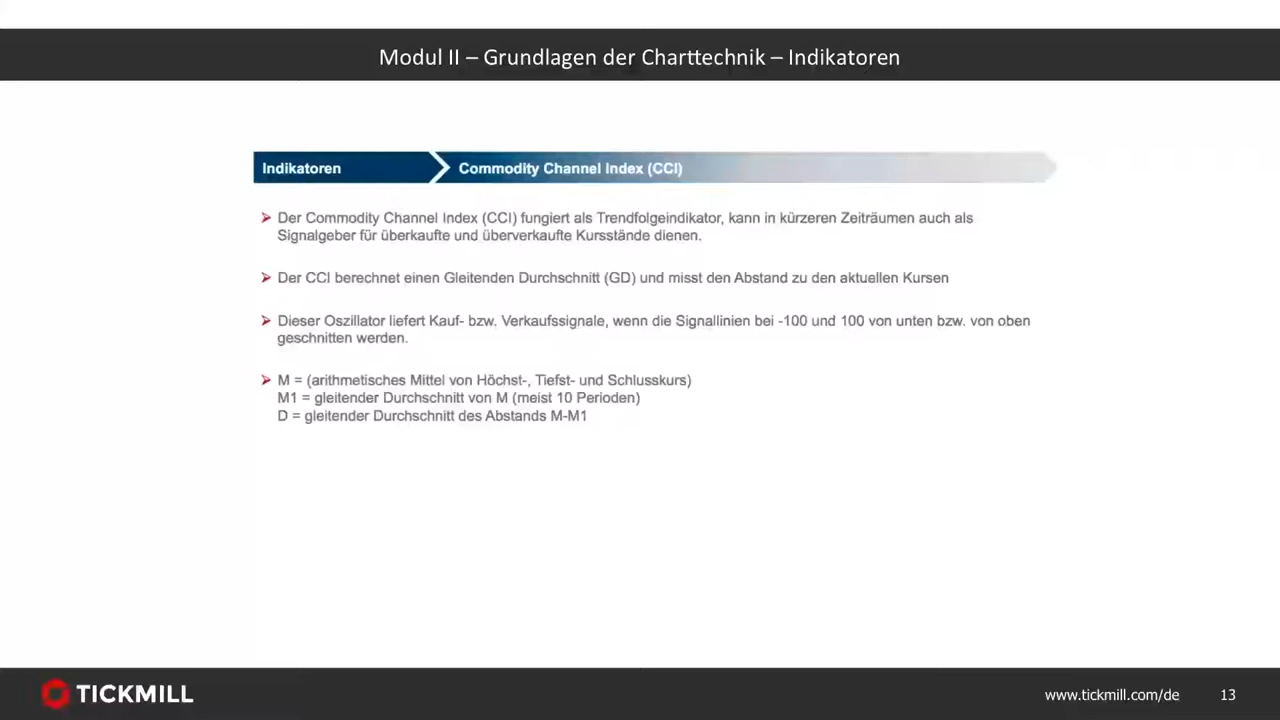 Modul II – Grundlagen der Charttechnik – Indikatoren
Indikatoren
Commodity Channel Index (CCI)
Der Commodity Channel Index (CCI) fungiert als Trendfolgeindikator, kann in kürzeren Zeiträumen auch als
Signalgeber für überkaufte und überverkaufte Kursstände dienen.
Der CCI berechnet einen Gleitenden Durchschnitt (GD) und misst den Abstand zu den aktuellen Kursen
Dieser Oszillator liefert Kauf- bzw. Verkaufssignale, wenn die Signallinien bei -100 und 100 von unten bzw. von oben
geschnitten werden.
M = (arithmetisches Mittel von Höchst-, Tiefst- und Schlusskurs)
M1 = gleitender Durchschnitt von M (meist 10 Perioden)
D = gleitender Durchschnitt des Abstands M-M1
TICKMILL
www.tickmill.com/de
13